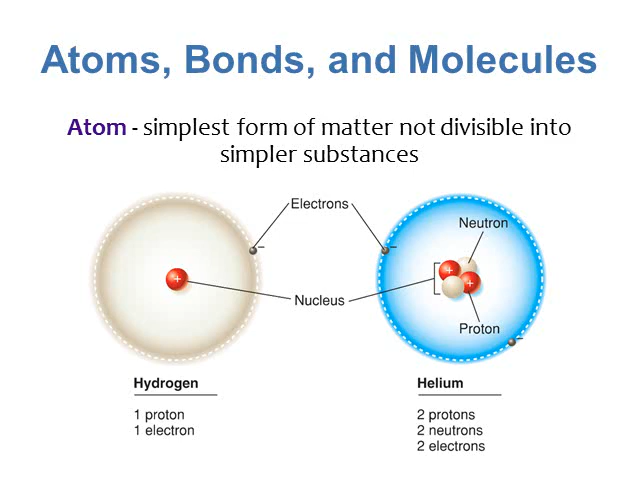 Atoms, Bonds, and Molecules
Atom - simplest form of matter not divisible into
simpler substances
Electrons
Neutron
Nucleus
Proton
Hydrogen
1 proton
1 electron
Helium
2 protons
2 neutrons
2 electrons
−
−
−
+
+
+